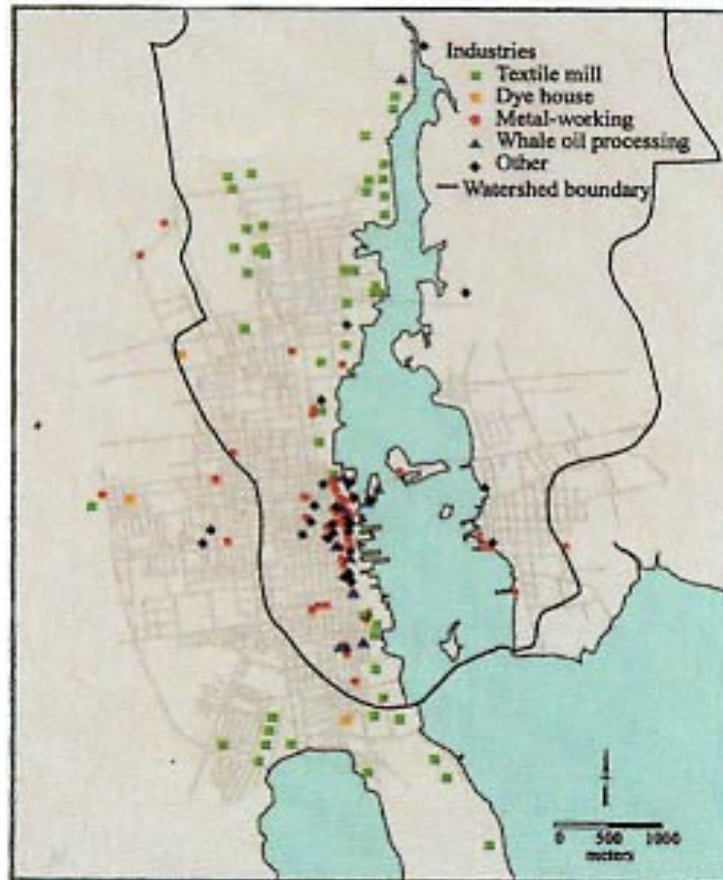 Industries
Textile mill
Dye house
Metal-working
Whale oil processing
Other
Watershed boundary
0 500 1000
meters